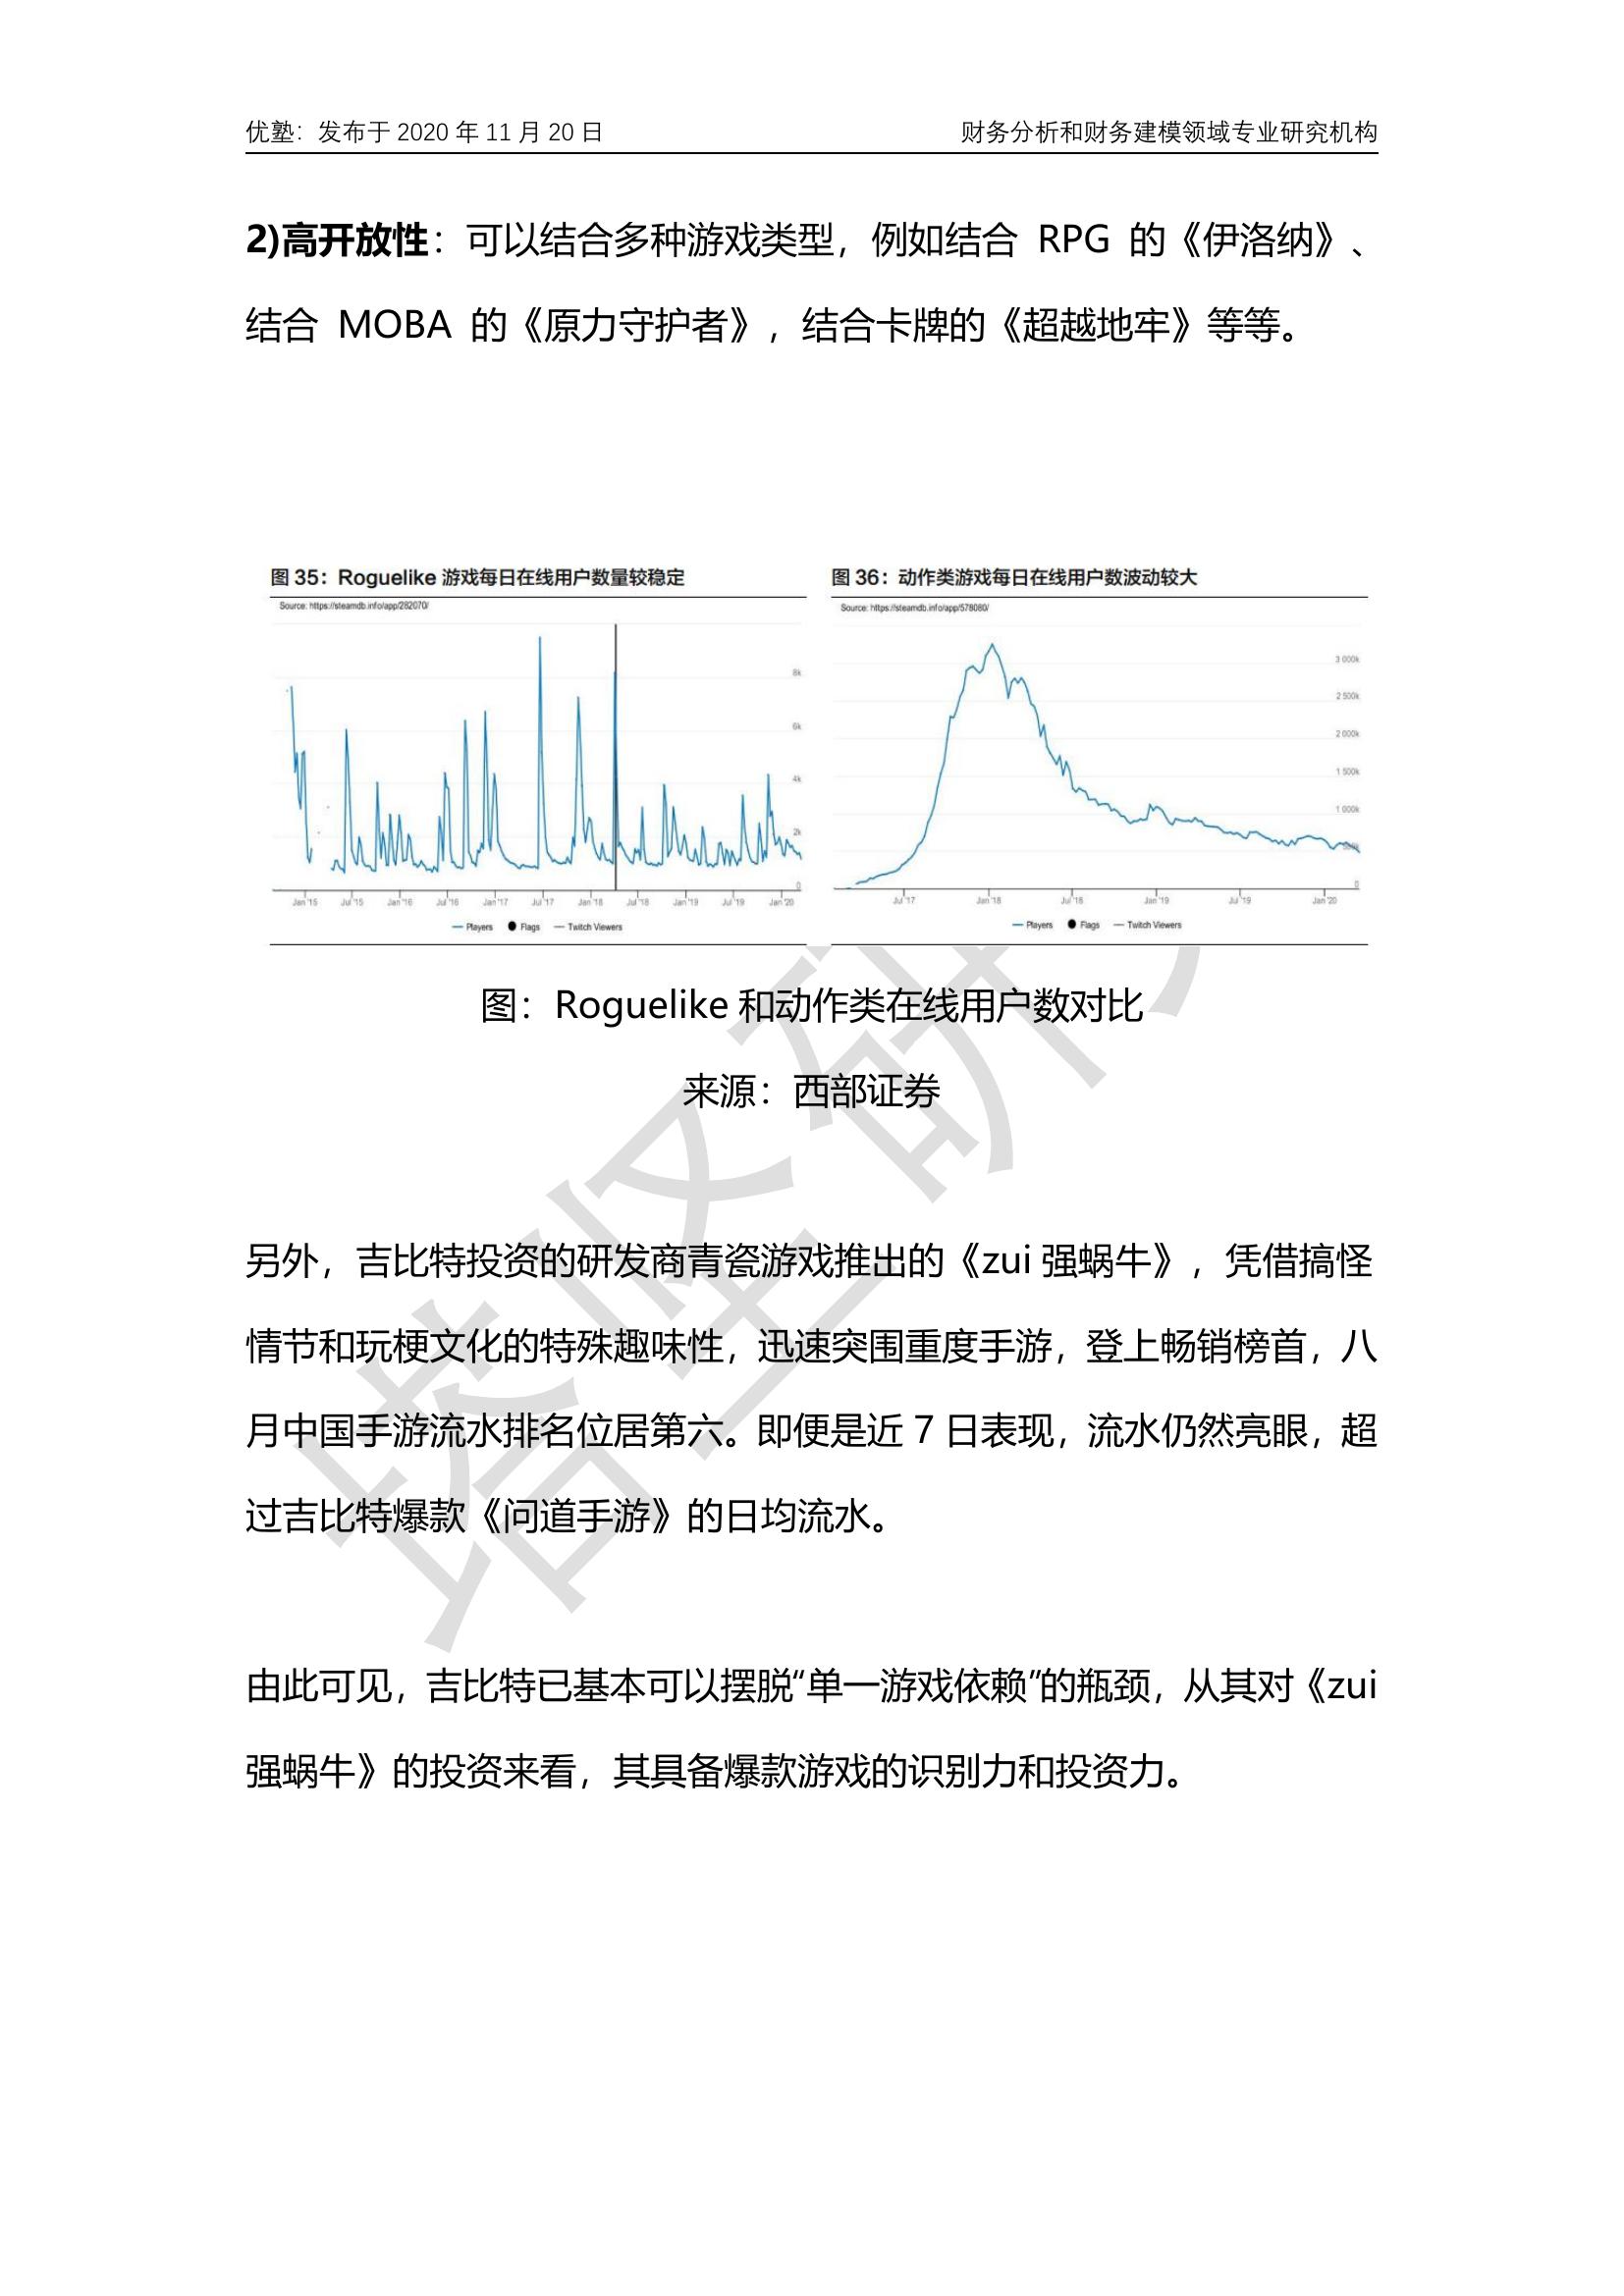 优塾：发布于 2020 年 11 月 20 日
财务分析和财务建模领域专业研究机构
2)高开放性：可以结合多种游戏类型，例如结合 RPG 的《伊洛纳》、
结合 MOBA 的《原力守护者》，结合卡牌的《超越地牢》等等。
图 35：Roguelike 游戏每日在线用户数量较稳定
Source: https://steamdb.info/app/282070/
8k
6k
4k
2k
0
Jan '15 Jul '15 Jan '16 Jul '16 Jan '17 Jul '17 Jan '18 Jul '18 Jan '19 Jul '19 Jan '20
Players Flags Twitch Viewers
图 36：动作类游戏每日在线用户数波动较大
Source: https://steamdb.info/app/578080/
3 000k
2 500k
2 000k
1 500k
1 000k
500k
0
Jul '17 Jan '18 Jul '18 Jan '19 Jul '19 Jan '20
Players Flags Twitch Viewers
图：Roguelike 和动作类在线用户数对比
来源：西部证券
另外，吉比特投资的研发商青瓷游戏推出的《zui 强蜗牛》，凭借搞怪
情节和玩梗文化的特殊趣味性，迅速突围重度手游，登上畅销榜首，八
月中国手游流水排名位居第六。即便是近 7 日表现，流水仍然亮眼，超
过吉比特爆款《问道手游》的日均流水。
由此可见，吉比特已基本可以摆脱“单一游戏依赖”的瓶颈，从其对《zui
强蜗牛》的投资来看，其具备爆款游戏的识别力和投资力。
塔坚研